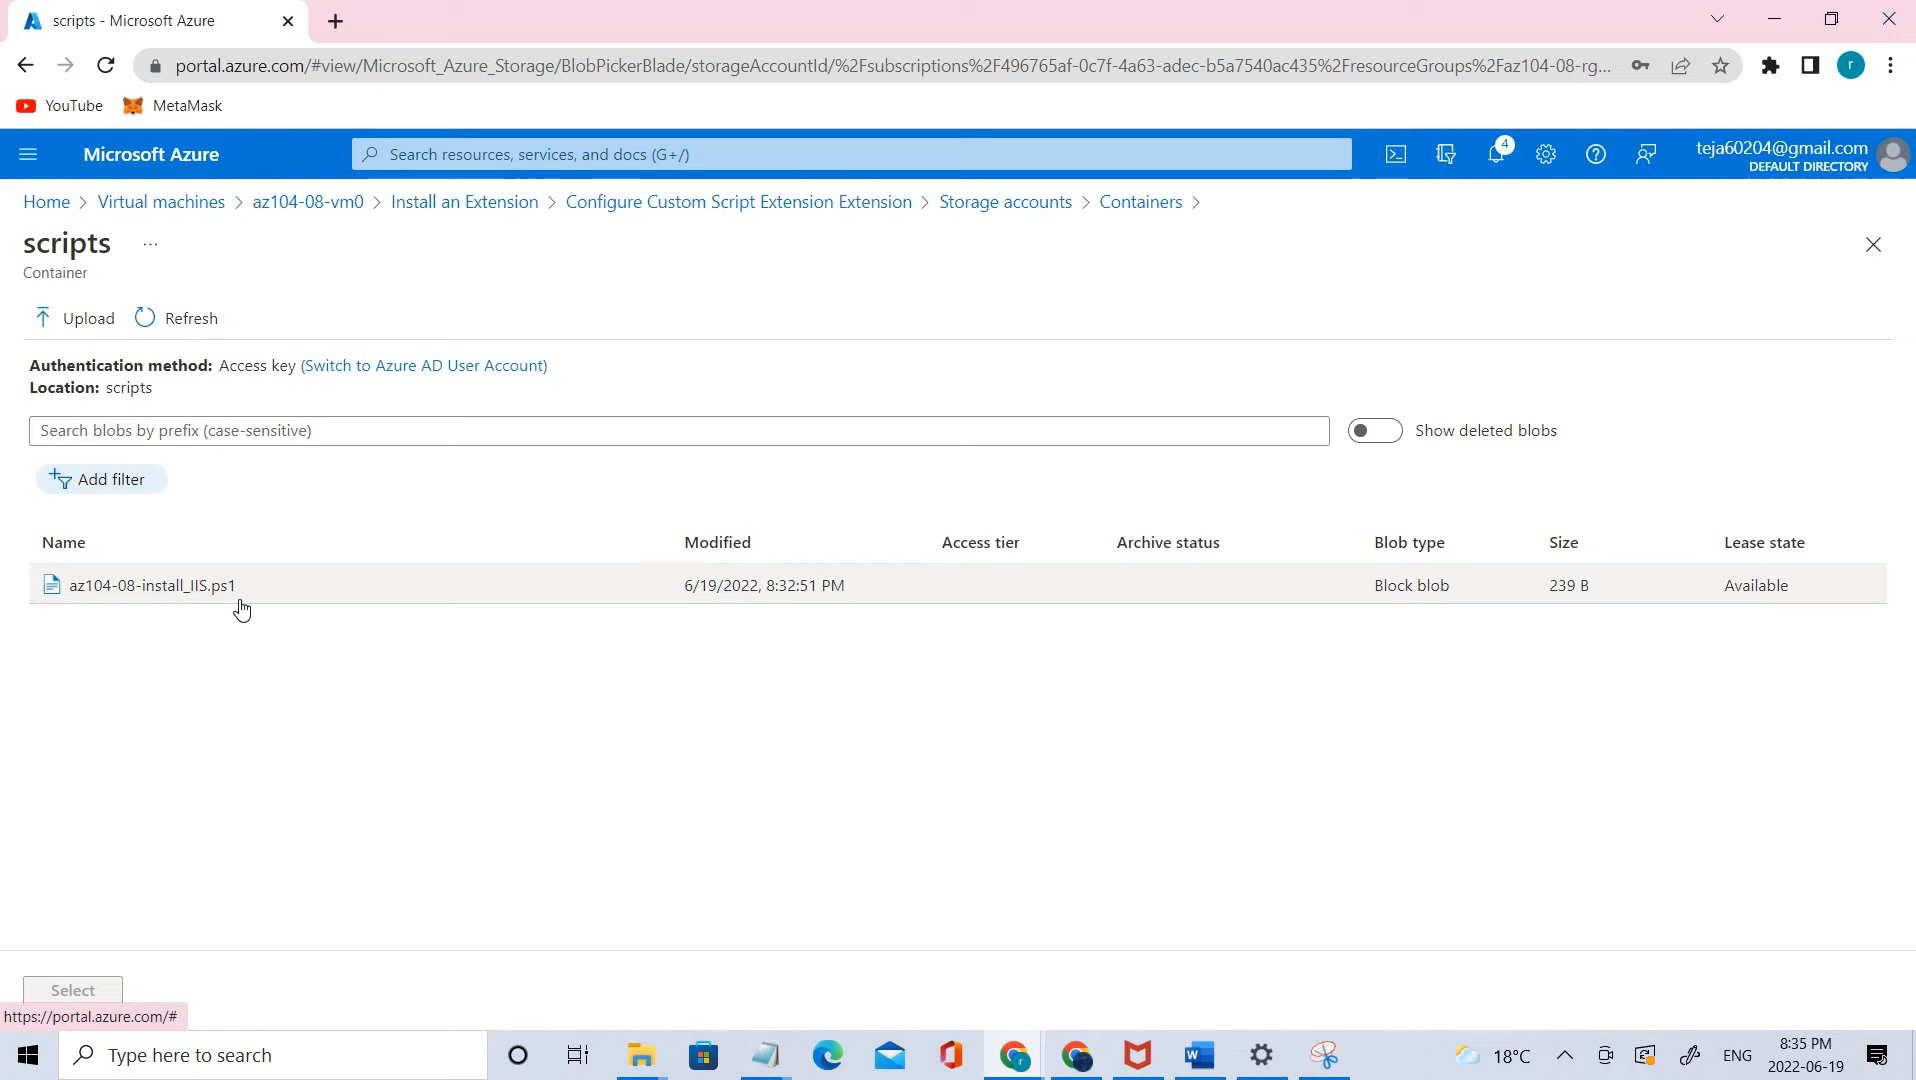 scripts - Microsoft Azure
portal.azure.com/#view/Microsoft_Azure_Storage/BlobPickerBlade/storageAccountId/%2Fsubscriptions%2F496765af-0c7f-4a63-adec-b5a7540ac435%2FresourceGroups%2Faz104-08-rg...
r
YouTube MetaMask
Microsoft Azure
Search resources, services, and docs (G+/)
4
teja60204@gmail.com
DEFAULT DIRECTORY
Home > Virtual machines > az104-08-vm0 > Install an Extension > Configure Custom Script Extension Extension > Storage accounts > Containers >
scripts ...
Container
Upload Refresh
Authentication method: Access key (Switch to Azure AD User Account)
Location: scripts
Search blobs by prefix (case-sensitive)
Show deleted blobs
Add filter
Name Modified Access tier Archive status Blob type Size Lease state
az104-08-install_IIS.ps1 6/19/2022, 8:32:51 PM Block blob 239 B Available
Select
https://portal.azure.com/#
Type here to search
18°C
ENG
8:35 PM
2022-06-19